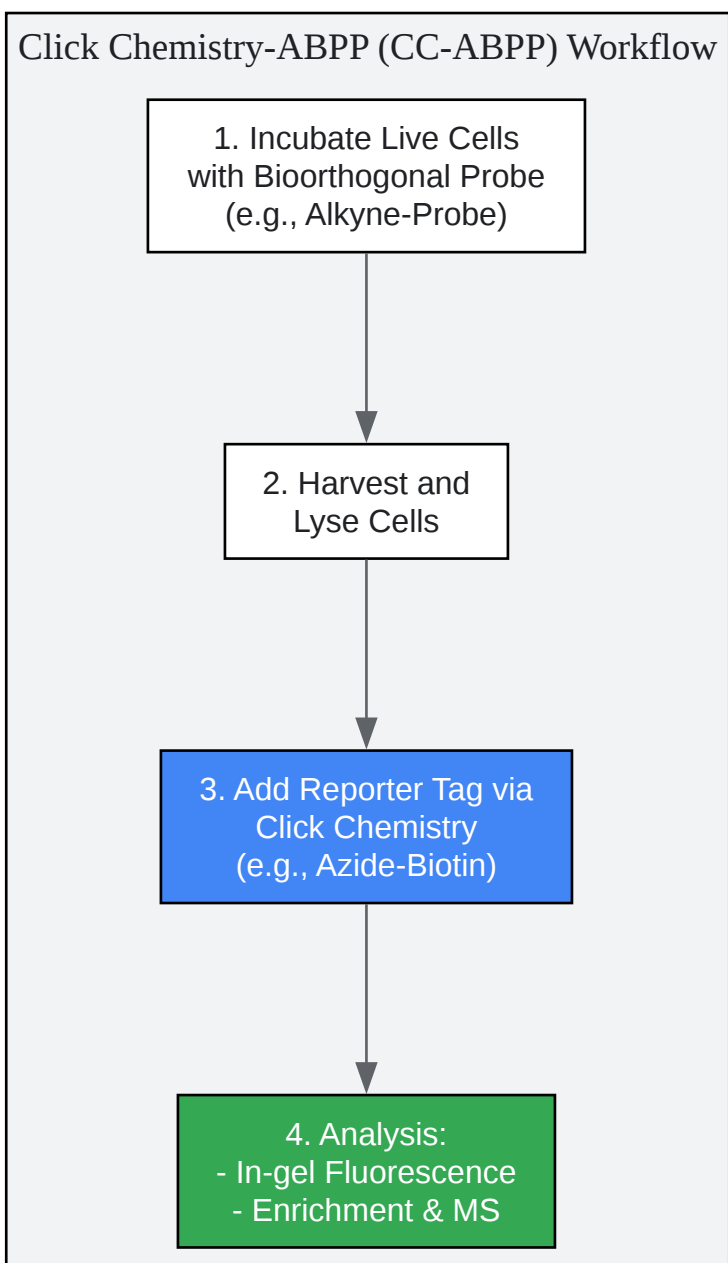 Click Chemistry-ABPP (CC-ABPP) Workflow
1. Incubate Live Cells
with Bioorthogonal Probe
(e.g., Alkyne-Probe)
2. Harvest and
Lyse Cells
3. Add Reporter Tag via
Click Chemistry
(e.g., Azide-Biotin)
4. Analysis:
- In-gel Fluorescence
- Enrichment & MS